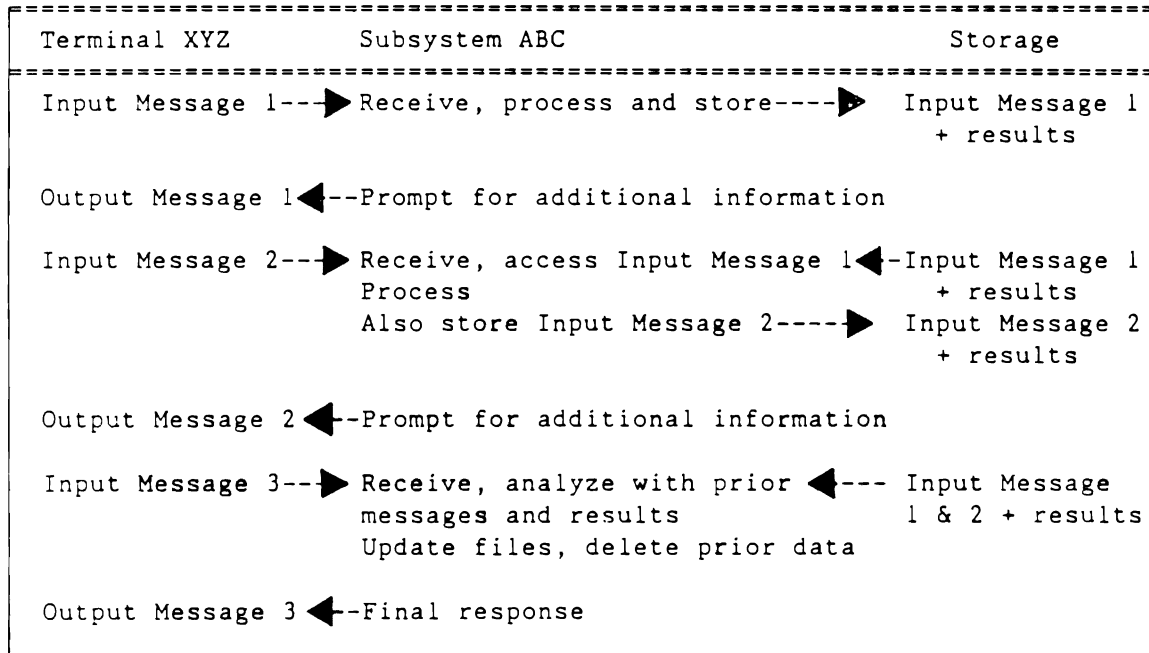 Terminal XYZ Subsystem ABC Storage
Input Message 1---▶ Receive, process and store----▶ Input Message 1
+ results
Output Message 1◀--Prompt for additional information
Input Message 2---▶ Receive, access Input Message 1◀-Input Message 1
Process + results
Also store Input Message 2-----▶ Input Message 2
+ results
Output Message 2 ◀--Prompt for additional information
Input Message 3--▶ Receive, analyze with prior ◀--- Input Message
messages and results 1 & 2 + results
Update files, delete prior data
Output Message 3 ◀--Final response